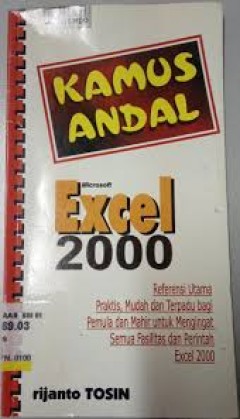 KAMUS
ANDAL
Microsoft
Excel
2000
Referensi Utama
Praktis, Mudah dan Terpadu bagi
Pemula dan Mahir untuk Mengingat
Semua Fasilitas dan Perintah
Excel 2000
rijanto TOSIN